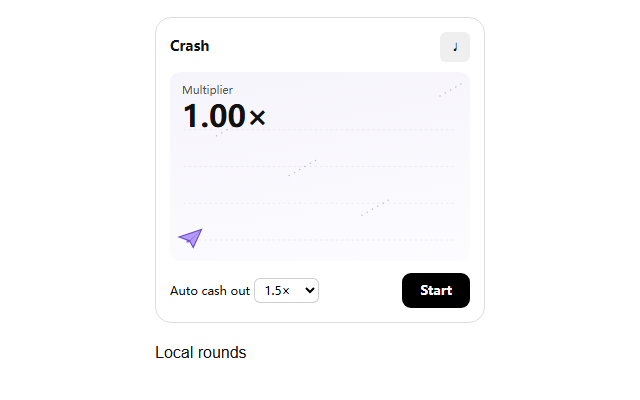 Crash
♩
Multiplier
1.00×
Auto cash out 1.5× Start
Local rounds